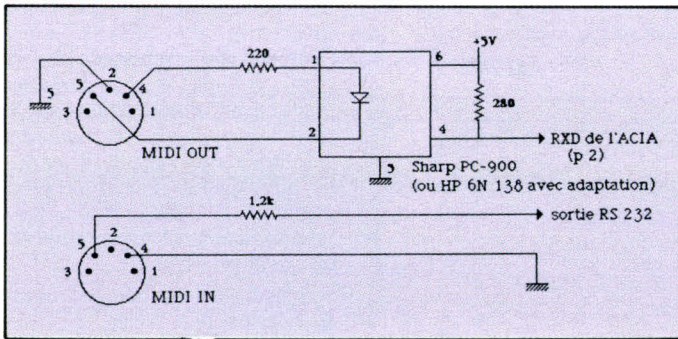 220
+5V
1
6
280
2
4
5
5
2
4
5
3
1
MIDI OUT
RXD de l'ACIA
(p 2)
Sharp PC-900
(ou HP 6N 138 avec adaptation)
1,2k
sortie RS 232
2
5
4
3
1
MIDI IN